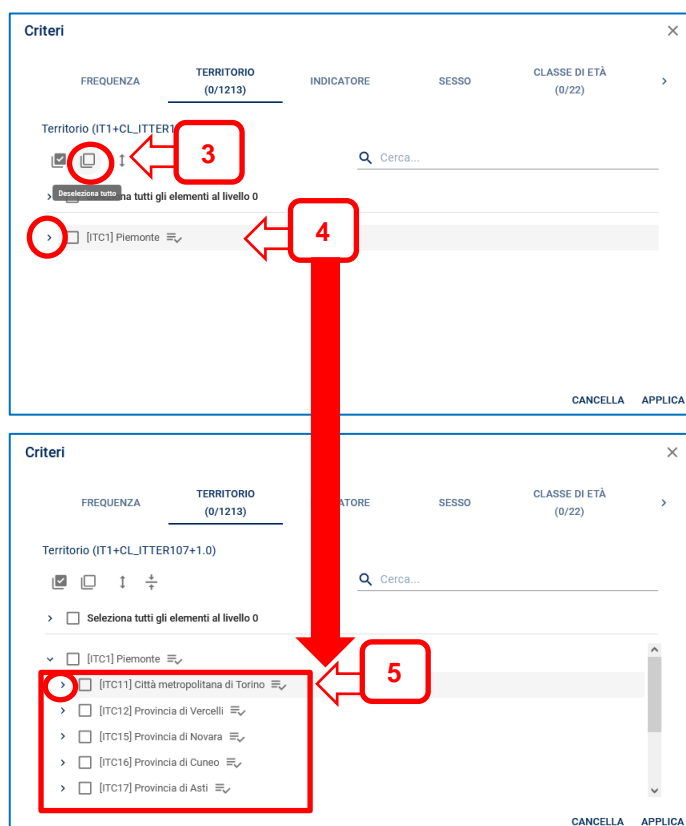 Criteri
FREQUENZA
TERRITORIO
(0/1213)
INDICATORE
SESSO
CLASSE DI ETÀ
(0/22)
Territorio (IT1+CL_ITTER1
3
Cerca...
Deseleziona tutto
na tutti gli elementi al livello 0
[ITC1] Piemonte
4
CANCELLA APPLICA
Criteri
FREQUENZA
TERRITORIO
(0/1213)
ATORE
SESSO
CLASSE DI ETÀ
(0/22)
Territorio (IT1+CL_ITTER107+1.0)
Cerca...
Seleziona tutti gli elementi al livello 0
[ITC1] Piemonte
5
[ITC11] Città metropolitana di Torino
[ITC12] Provincia di Vercelli
[ITC15] Provincia di Novara
[ITC16] Provincia di Cuneo
[ITC17] Provincia di Asti
CANCELLA APPLICA